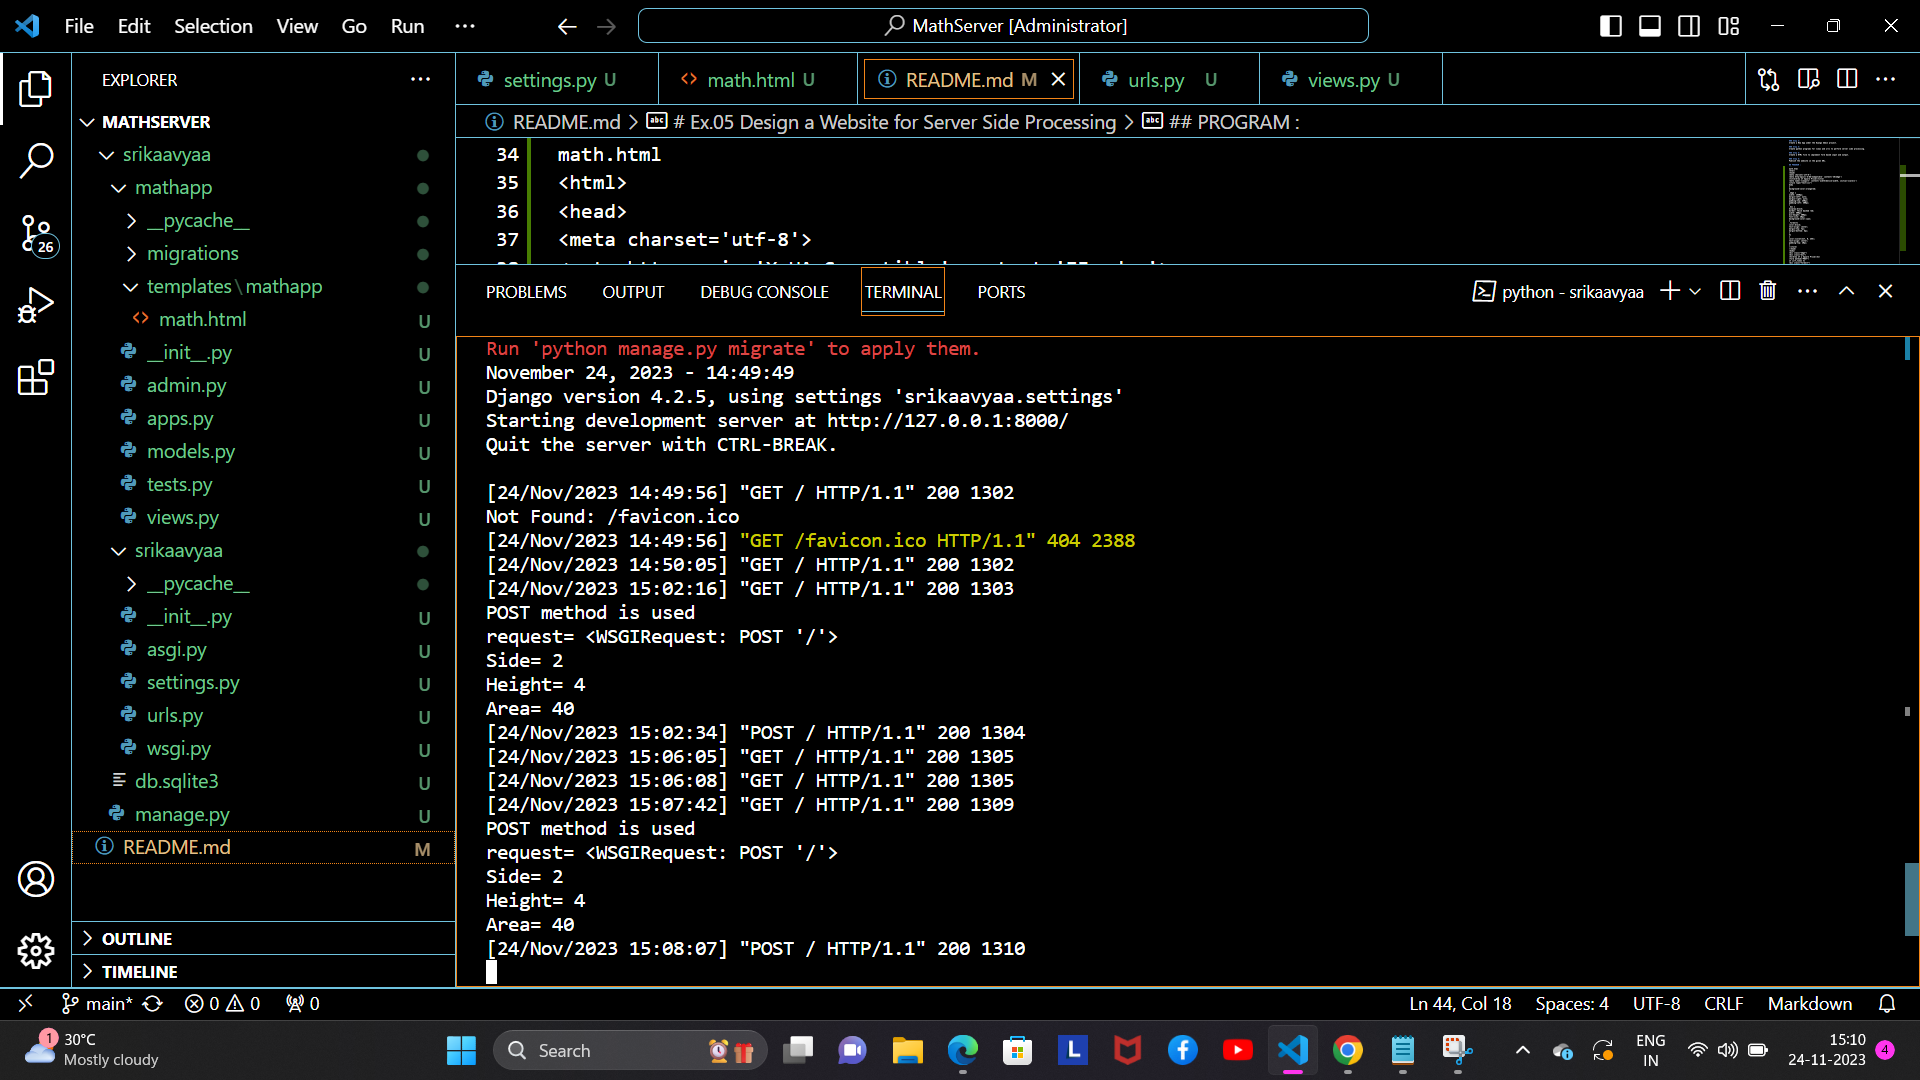 File Edit Selection View Go Run ···
MathServer [Administrator]
EXPLORER ···
MATHSERVER
srikaavyaa
mathapp
__pycache__
migrations
templates\mathapp
math.html U
__init__.py U
admin.py U
apps.py U
models.py U
tests.py U
views.py U
srikaavyaa
__pycache__
__init__.py U
asgi.py U
settings.py U
urls.py U
wsgi.py U
db.sqlite3 U
manage.py U
README.md M
OUTLINE
TIMELINE
26
settings.py U math.html U README.md M urls.py U views.py U
README.md > # Ex.05 Design a Website for Server Side Processing > ## PROGRAM :
34 math.html
35 <html>
36 <head>
37 <meta charset='utf-8'>
PROBLEMS OUTPUT DEBUG CONSOLE TERMINAL PORTS
python - srikaavyaa
Run 'python manage.py migrate' to apply them.
November 24, 2023 - 14:49:49
Django version 4.2.5, using settings 'srikaavyaa.settings'
Starting development server at http://127.0.0.1:8000/
Quit the server with CTRL-BREAK.
[24/Nov/2023 14:49:56] "GET / HTTP/1.1" 200 1302
Not Found: /favicon.ico
[24/Nov/2023 14:49:56] "GET /favicon.ico HTTP/1.1" 404 2388
[24/Nov/2023 14:50:05] "GET / HTTP/1.1" 200 1302
[24/Nov/2023 15:02:16] "GET / HTTP/1.1" 200 1303
POST method is used
request= <WSGIRequest: POST '/'>
Side= 2
Height= 4
Area= 40
[24/Nov/2023 15:02:34] "POST / HTTP/1.1" 200 1304
[24/Nov/2023 15:06:05] "GET / HTTP/1.1" 200 1305
[24/Nov/2023 15:06:08] "GET / HTTP/1.1" 200 1305
[24/Nov/2023 15:07:42] "GET / HTTP/1.1" 200 1309
POST method is used
request= <WSGIRequest: POST '/'>
Side= 2
Height= 4
Area= 40
[24/Nov/2023 15:08:07] "POST / HTTP/1.1" 200 1310
main* 0 0 0
Ln 44, Col 18 Spaces: 4 UTF-8 CRLF Markdown
1 30°C
Mostly cloudy
Search
L
ENG
IN
15:10
24-11-2023
4